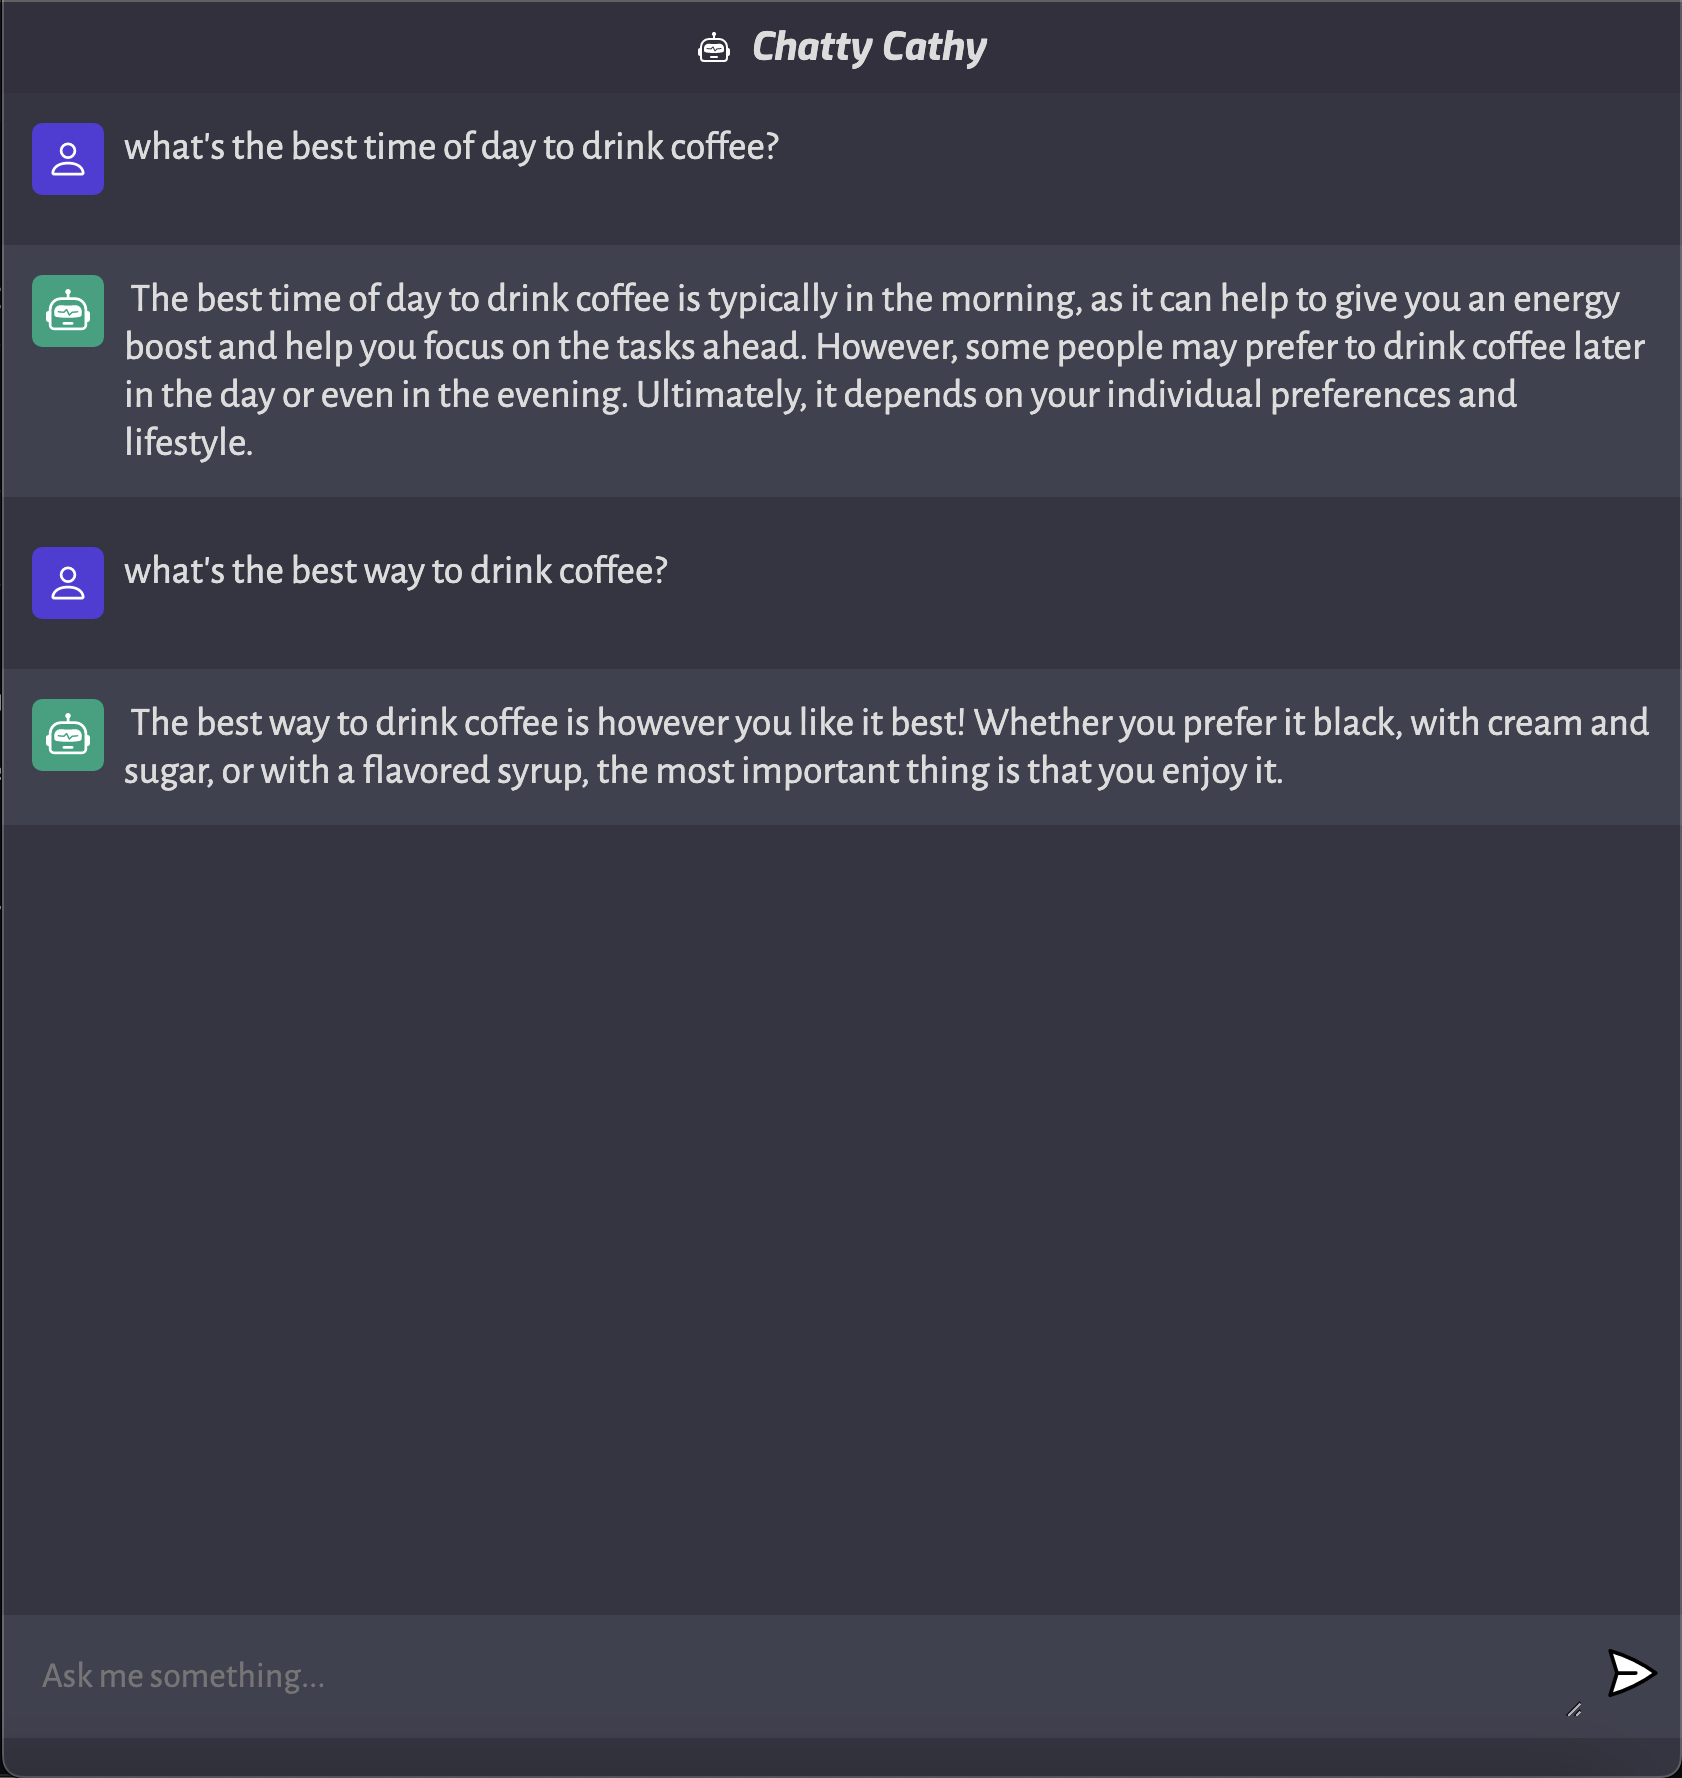 Chatty Cathy
what's the best time of day to drink coffee?
The best time of day to drink coffee is typically in the morning, as it can help to give you an energy
boost and help you focus on the tasks ahead. However, some people may prefer to drink coffee later
in the day or even in the evening. Ultimately, it depends on your individual preferences and
lifestyle.
what's the best way to drink coffee?
The best way to drink coffee is however you like it best! Whether you prefer it black, with cream and
sugar, or with a flavored syrup, the most important thing is that you enjoy it.
Ask me something...